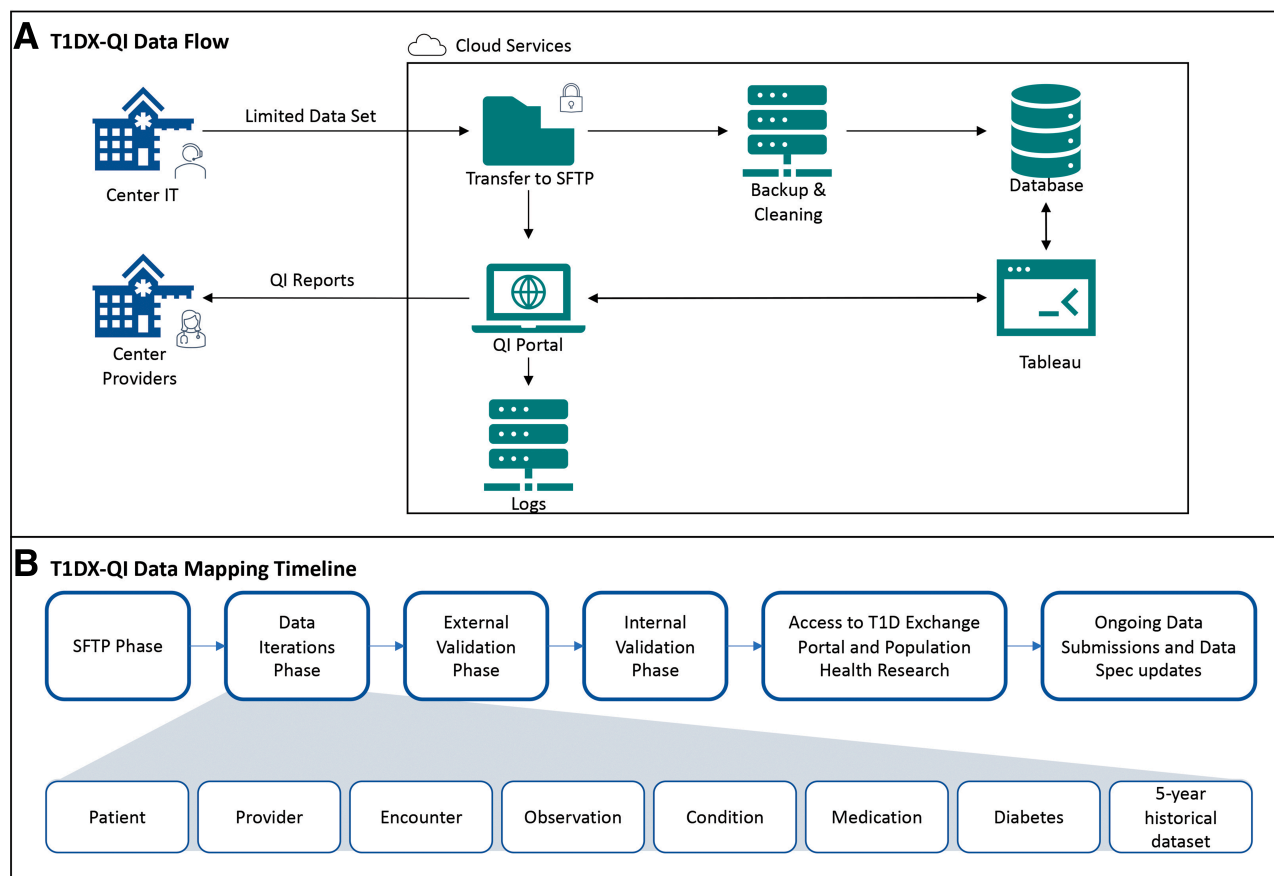 A T1DX-QI Data Flow
Cloud Services
Limited Data Set
Center IT
Transfer to SFTP
Backup &
Cleaning
Database
QI Reports
Center
Providers
QI Portal
Tableau
Logs
B T1DX-QI Data Mapping Timeline
SFTP Phase
Data
Iterations
Phase
External
Validation
Phase
Internal
Validation
Phase
Access to T1D Exchange
Portal and Population
Health Research
Ongoing Data
Submissions and Data
Spec updates
Patient
Provider
Encounter
Observation
Condition
Medication
Diabetes
5-year
historical
dataset